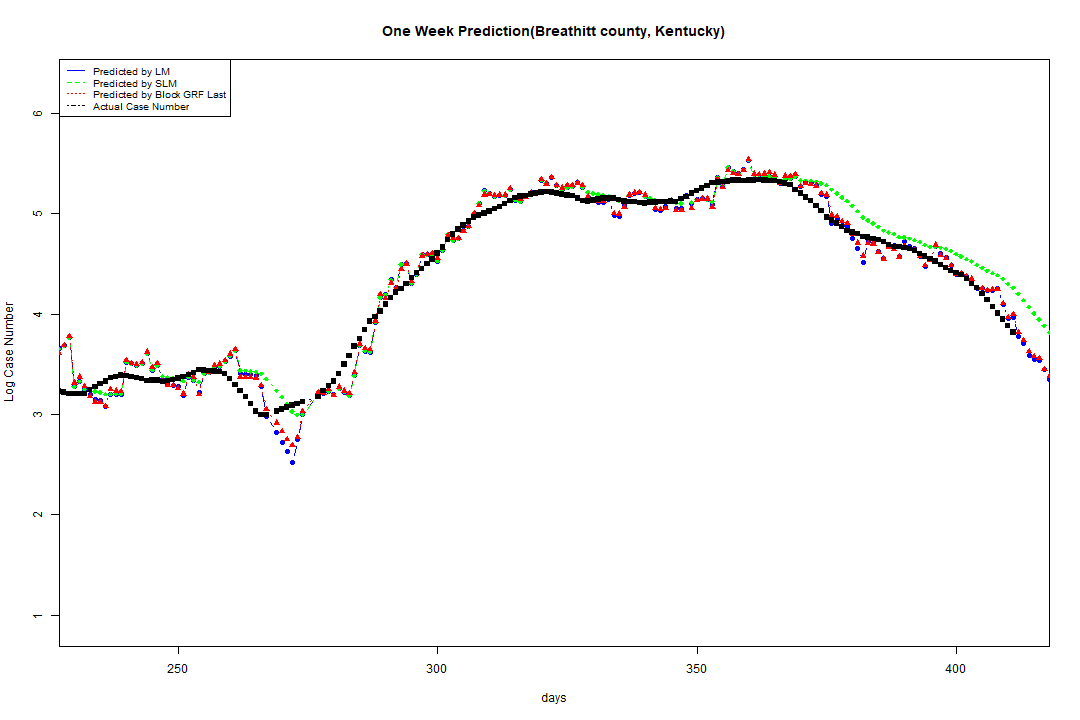 One Week Prediction(Breathitt county, Kentucky)
Predicted by LM
Predicted by SLM
Predicted by Block GRF Last
Actual Case Number
6
5
4
3
2
1
Log Case Number
250
300
350
400
days